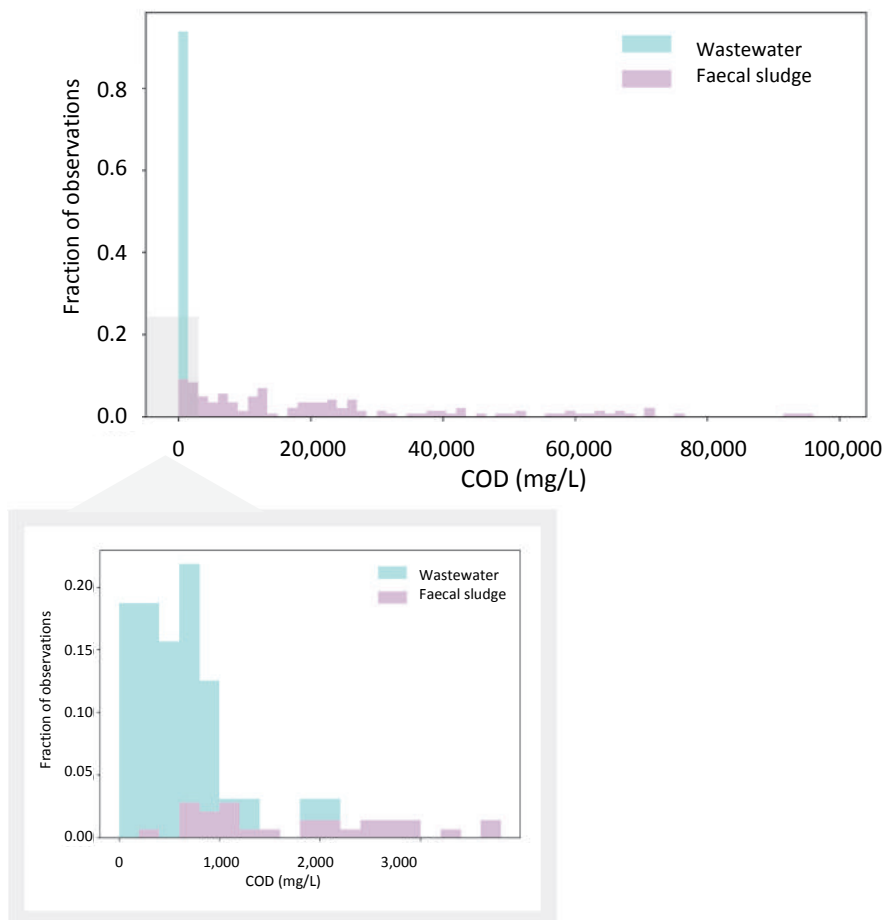 Wastewater
Faecal sludge
Fraction of observations
0.8
0.6
0.4
0.2
0.0
0 20,000 40,000 60,000 80,000 100,000
COD (mg/L)
Wastewater
Faecal sludge
Fraction of observations
0.20
0.15
0.10
0.05
0.00
0 1,000 2,000 3,000
COD (mg/L)